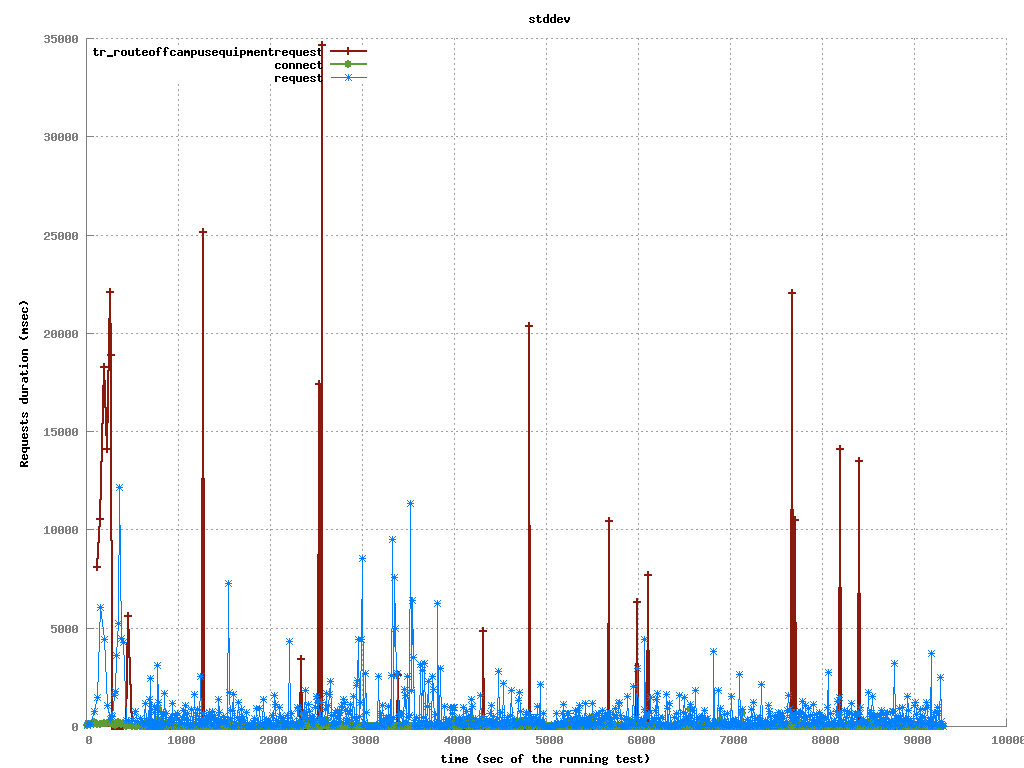 stddev
35000
30000
25000
20000
15000
10000
5000
0
tr_routeoffcampusequipmentrequest
connect
request
Requests duration (msec)
0 1000 2000 3000 4000 5000 6000 7000 8000 9000 10000
time (sec of the running test)